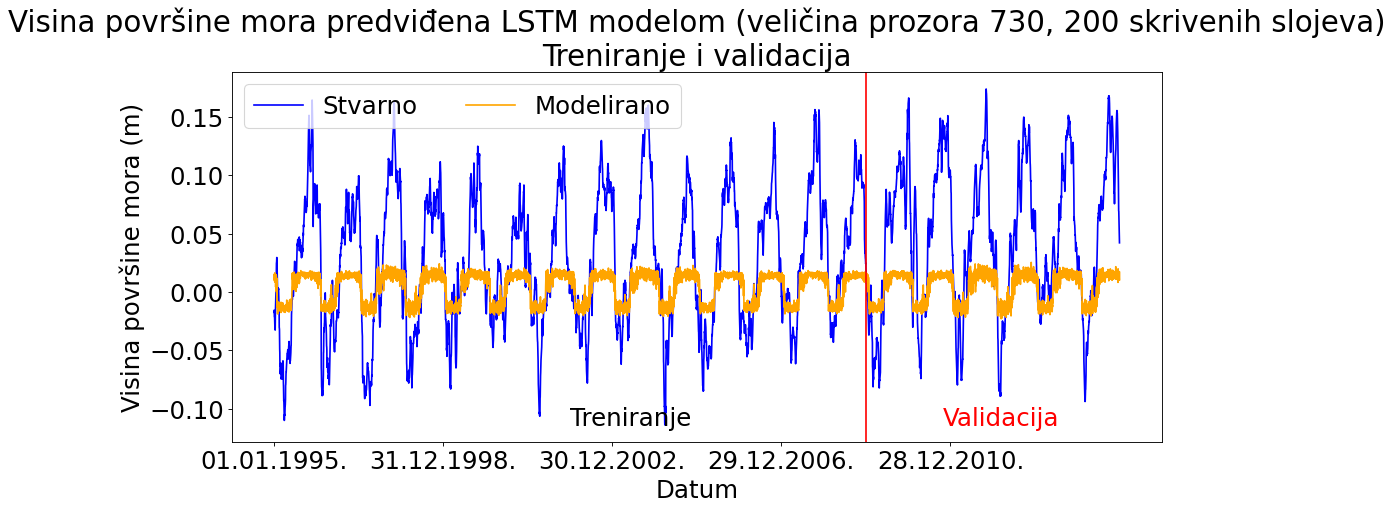 Visina površine mora predviđena LSTM modelom (veličina prozora 730, 200 skrivenih slojeva)
Treniranje i validacija
Stvarno
Modelirano
Visina površine mora (m)
0.15
0.10
0.05
0.00
−0.05
−0.10
Treniranje
Validacija
01.01.1995.
31.12.1998.
30.12.2002.
29.12.2006.
28.12.2010.
Datum